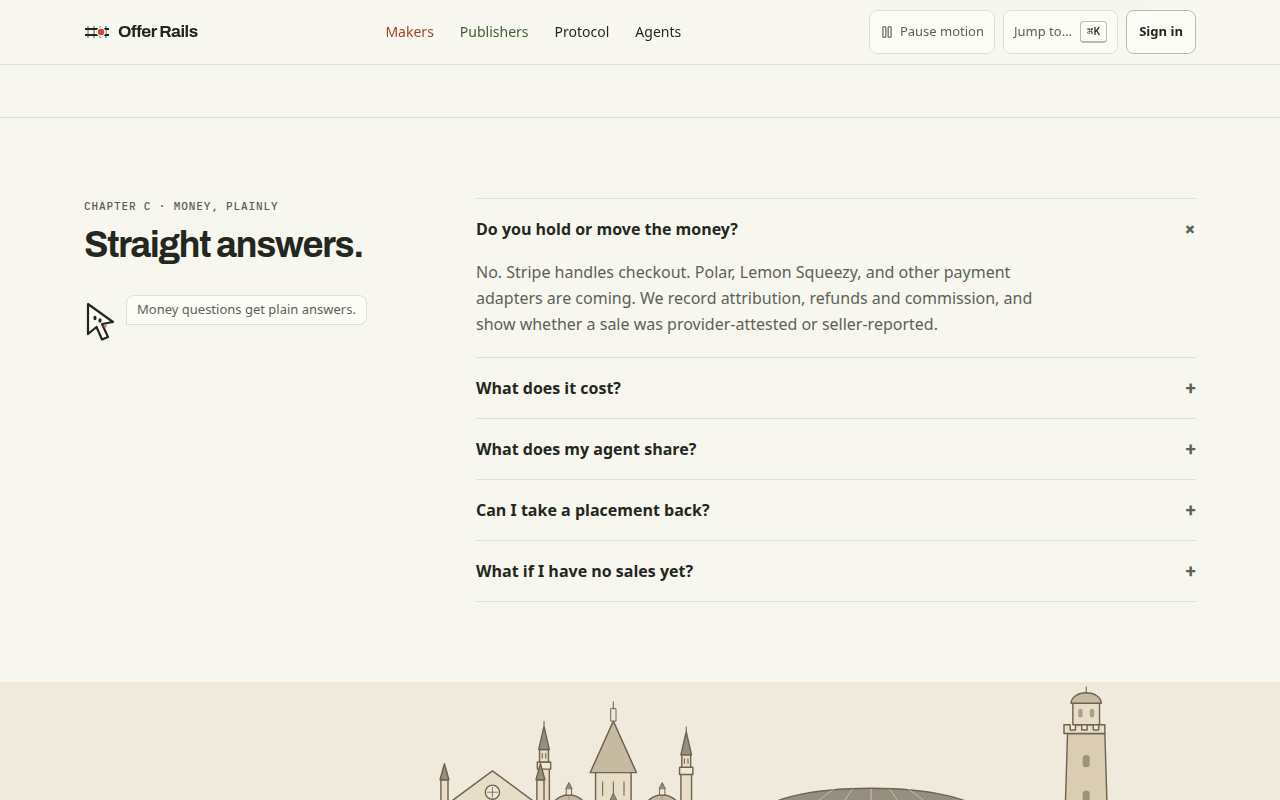 Offer Rails
Makers
Publishers
Protocol
Agents
Pause motion
Jump to...
⌘K
Sign in
CHAPTER C · MONEY, PLAINLY
Straight answers.
Money questions get plain answers.
Do you hold or move the money?
No. Stripe handles checkout. Polar, Lemon Squeezy, and other payment
adapters are coming. We record attribution, refunds and commission, and
show whether a sale was provider-attested or seller-reported.
What does it cost?
+
What does my agent share?
+
Can I take a placement back?
+
What if I have no sales yet?
+